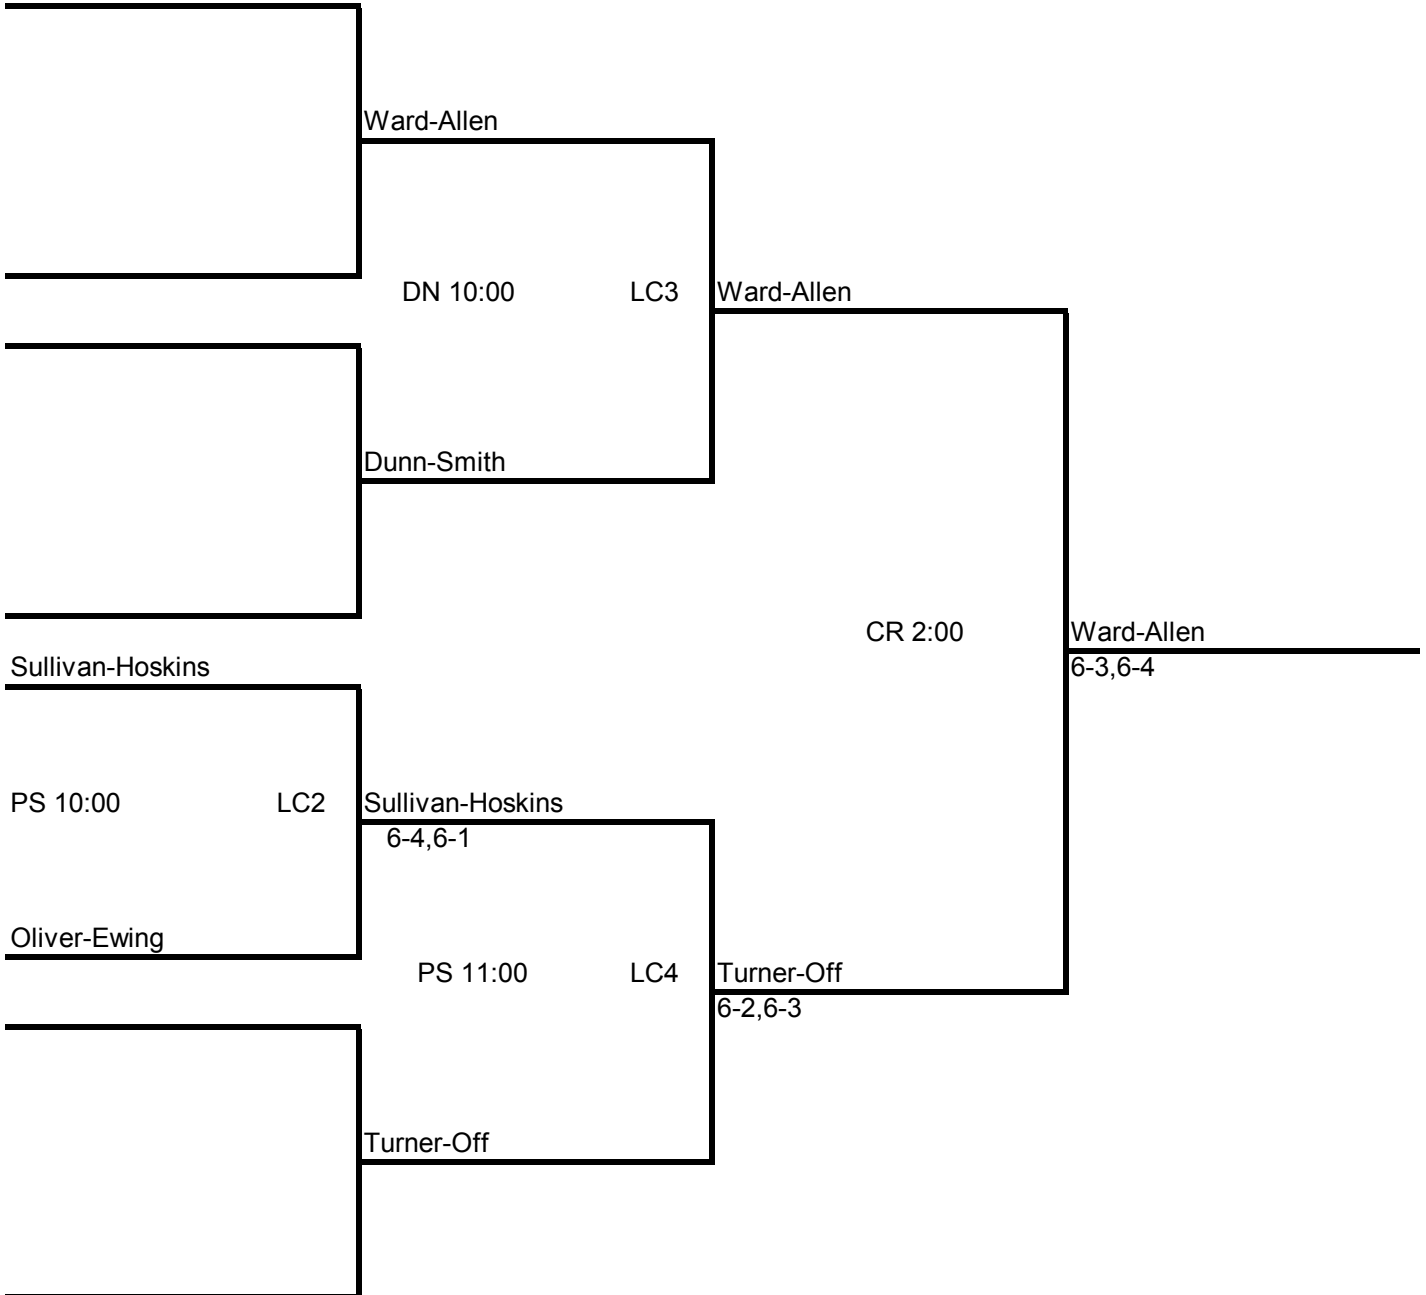 Ward-Allen
DN 10:00 LC3 Ward-Allen
Dunn-Smith
CR 2:00 Ward-Allen
Sullivan-Hoskins 6-3,6-4
PS 10:00 LC2 Sullivan-Hoskins
6-4,6-1
Oliver-Ewing
PS 11:00 LC4 Turner-Off
6-2,6-3
Turner-Off